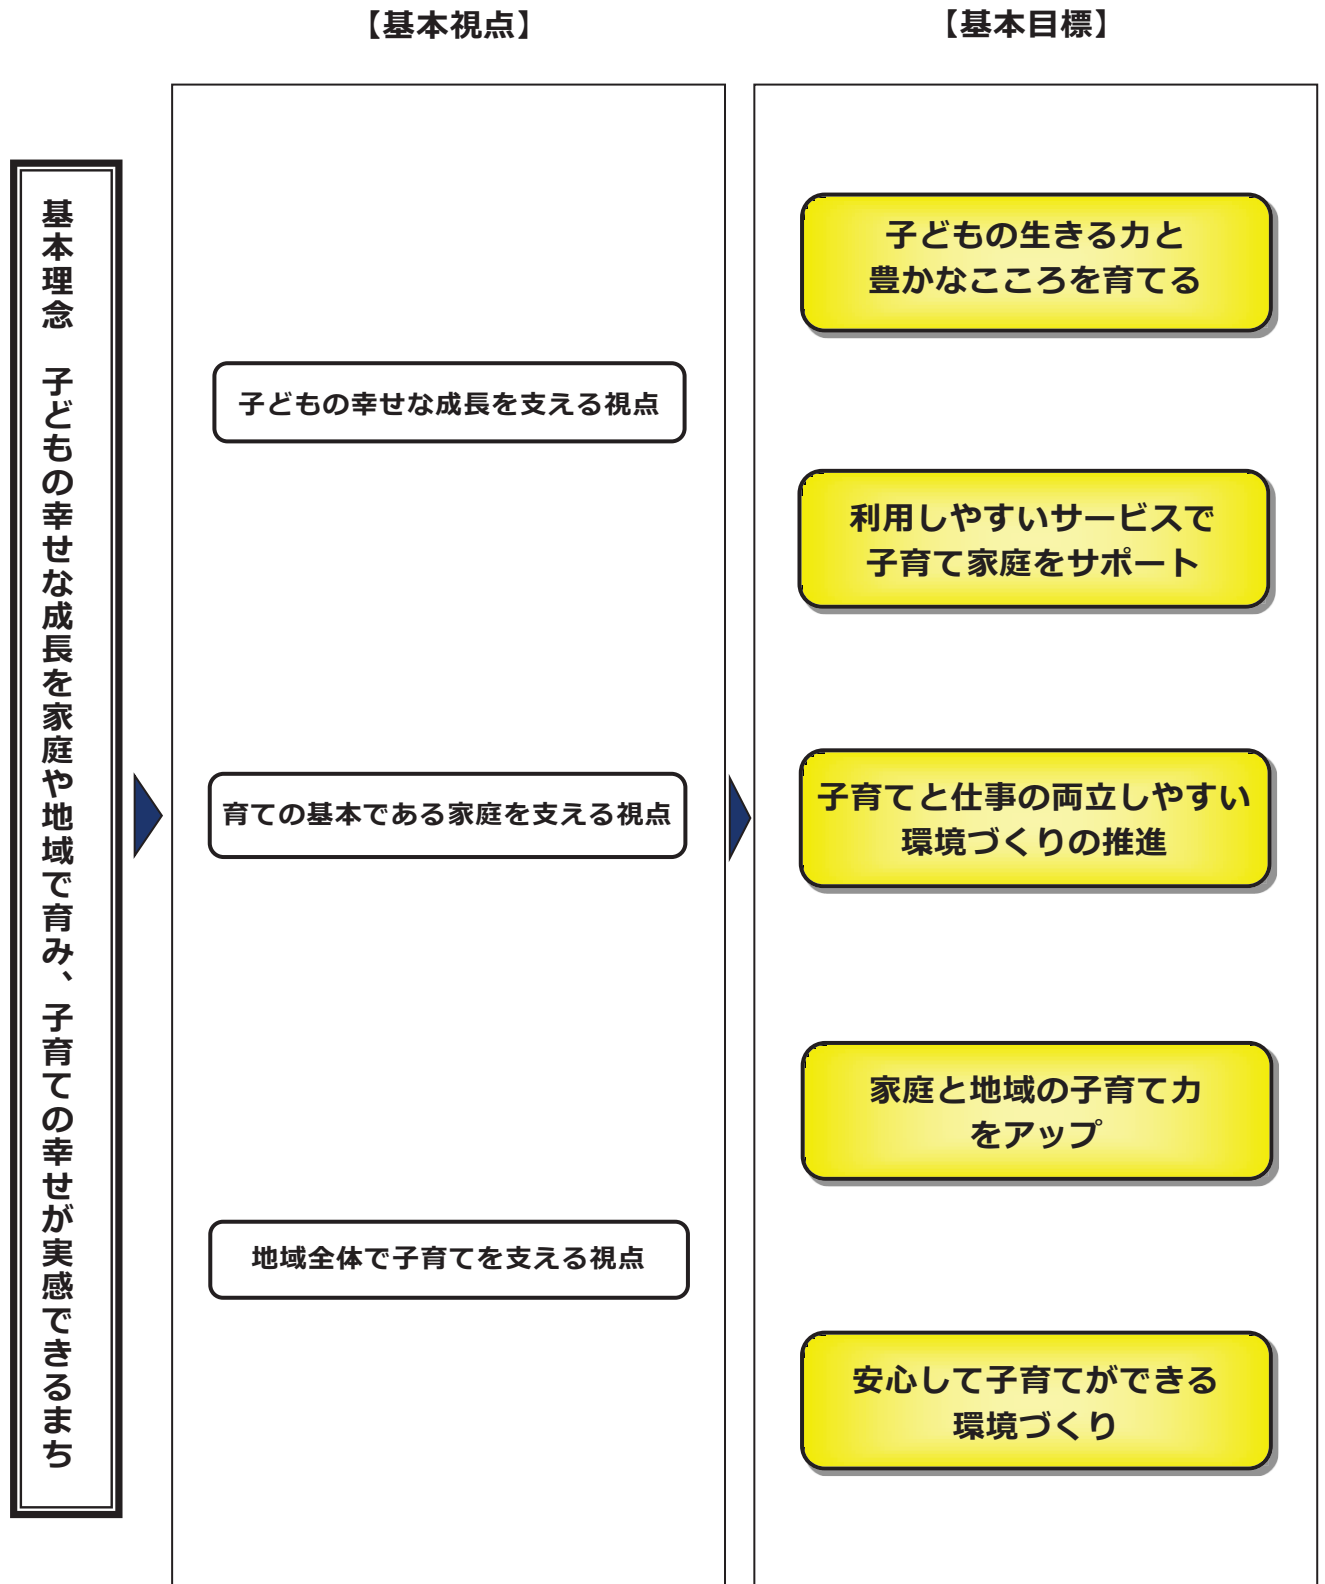 【基本視点】
【基本目標】
基本理念　子どもの幸せな成長を家庭や地域で育み、子育ての幸せが実感できるまち
子どもの幸せな成長を支える視点
育ての基本である家庭を支える視点
地域全体で子育てを支える視点
子どもの生きる力と
豊かなこころを育てる
利用しやすいサービスで
子育て家庭をサポート
子育てと仕事の両立しやすい
環境づくりの推進
家庭と地域の子育て力
をアップ
安心して子育てができる
環境づくり